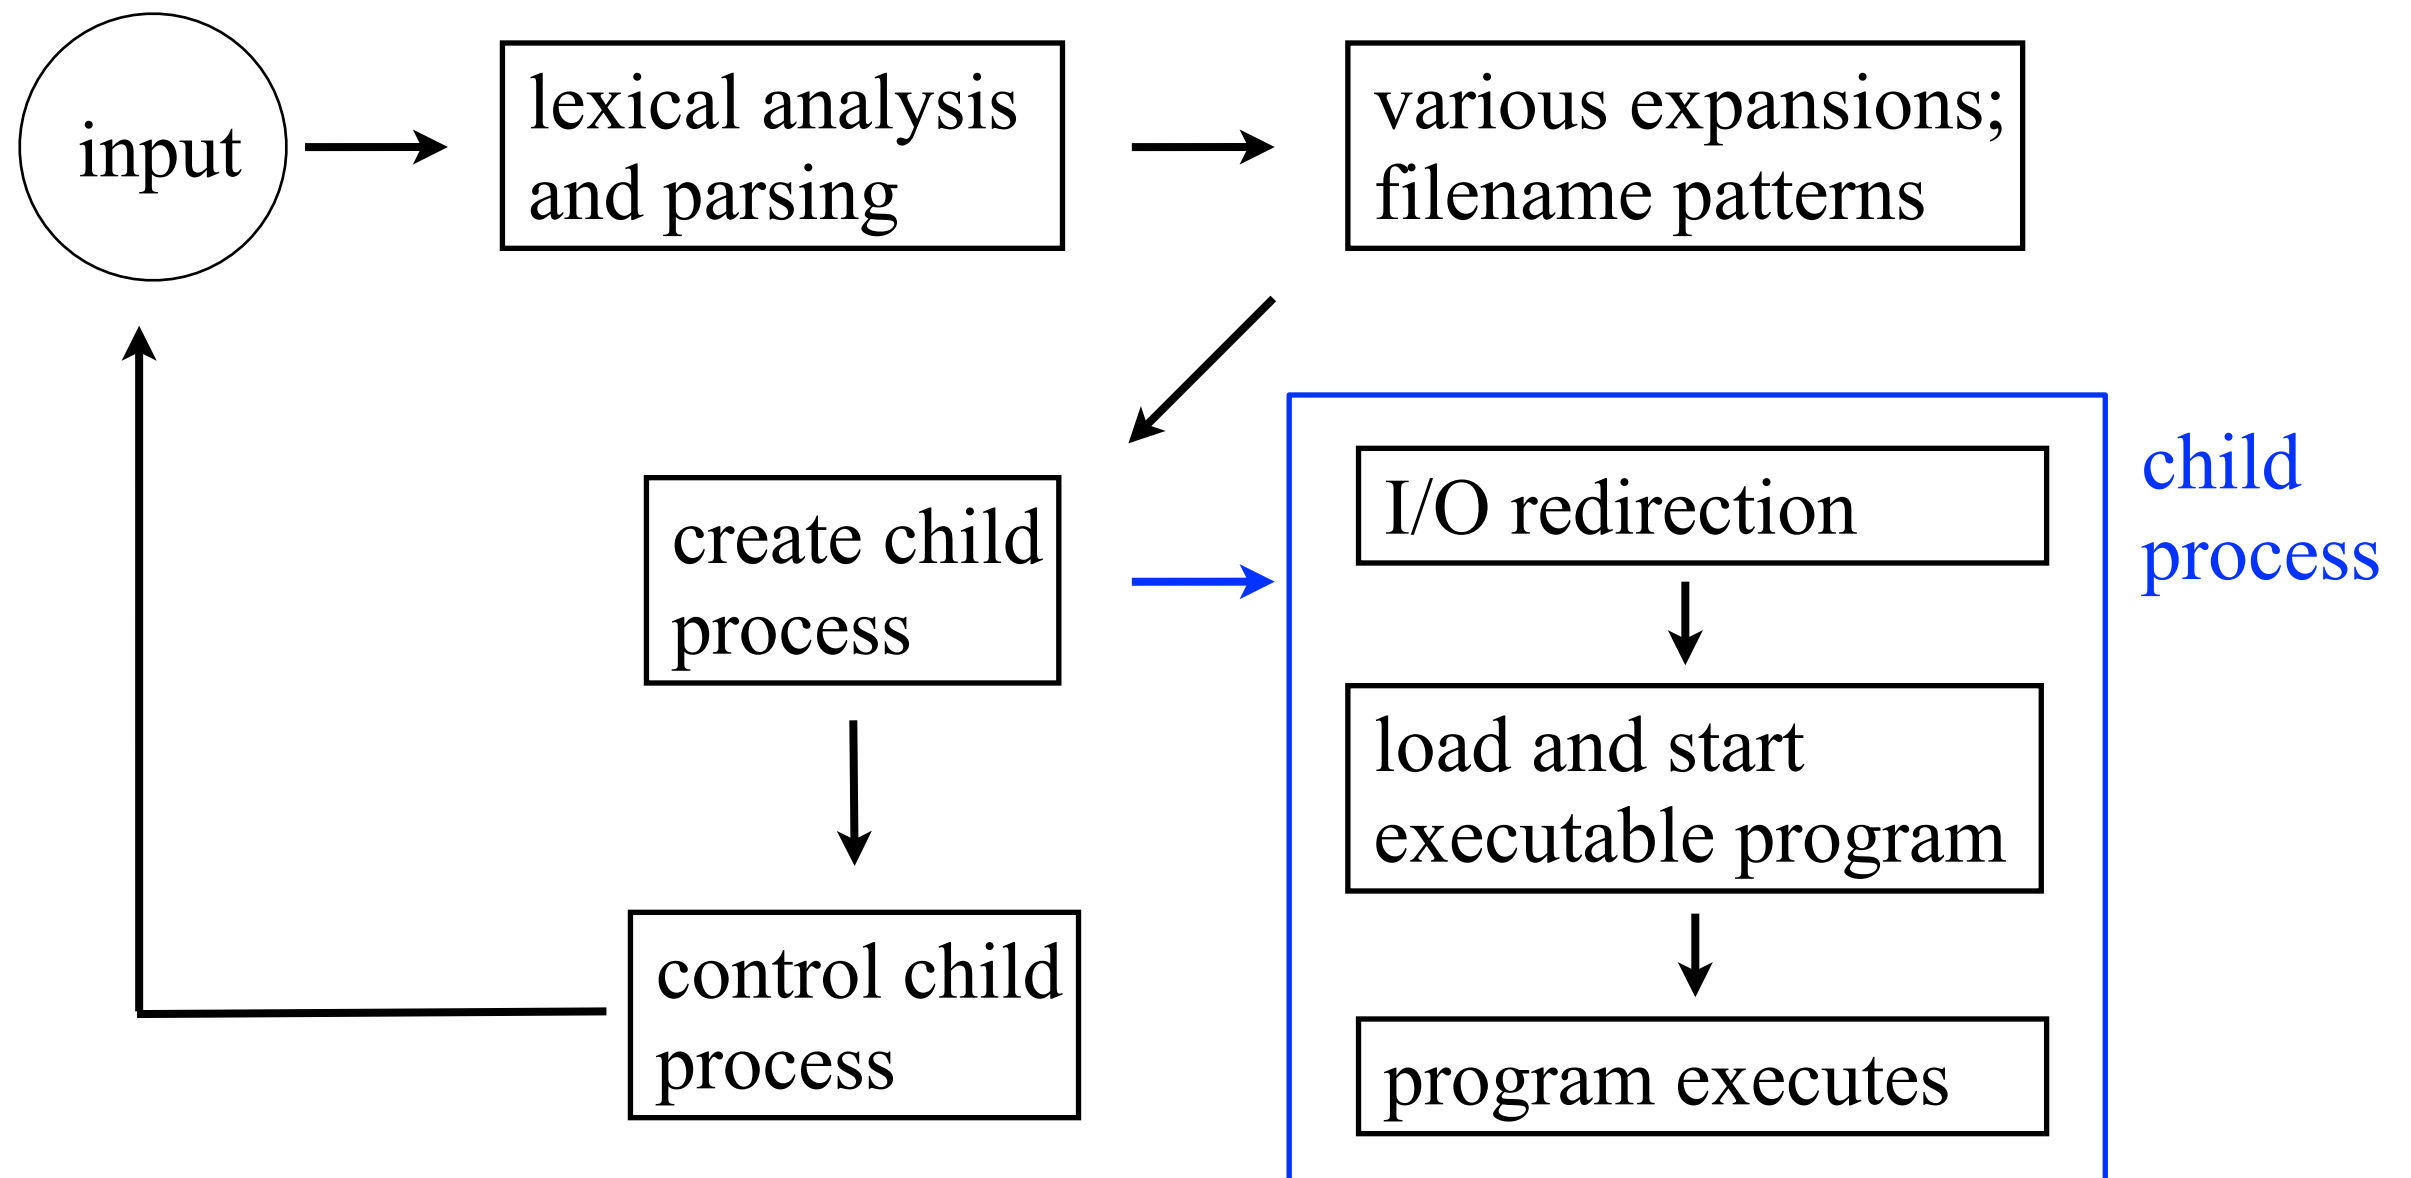 input
lexical analysis
and parsing
various expansions;
filename patterns
create child
process
control child
process
I/O redirection
load and start
executable program
program executes
child
process